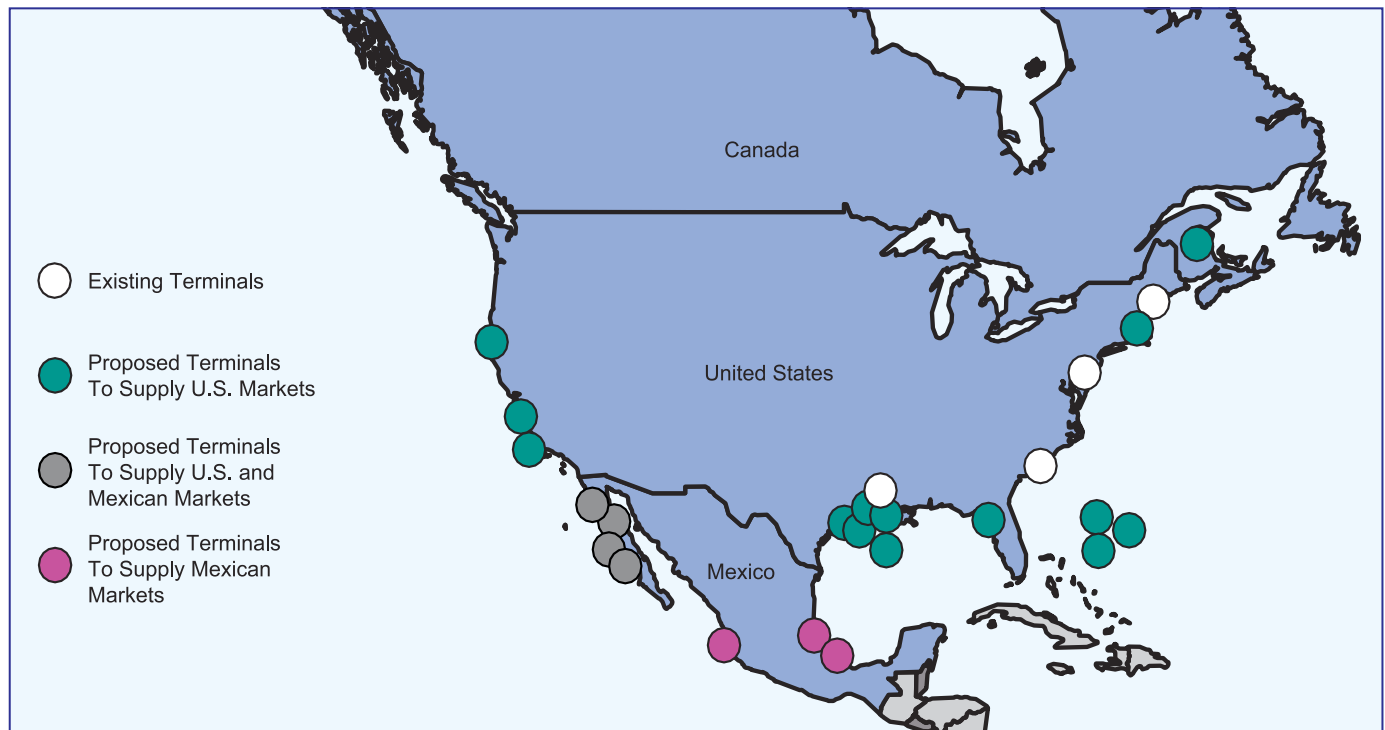 Canada
Existing Terminals
Proposed Terminals
To Supply U.S. Markets
United States
Proposed Terminals
To Supply U.S. and
Mexican Markets
Proposed Terminals
To Supply Mexican
Markets
Mexico